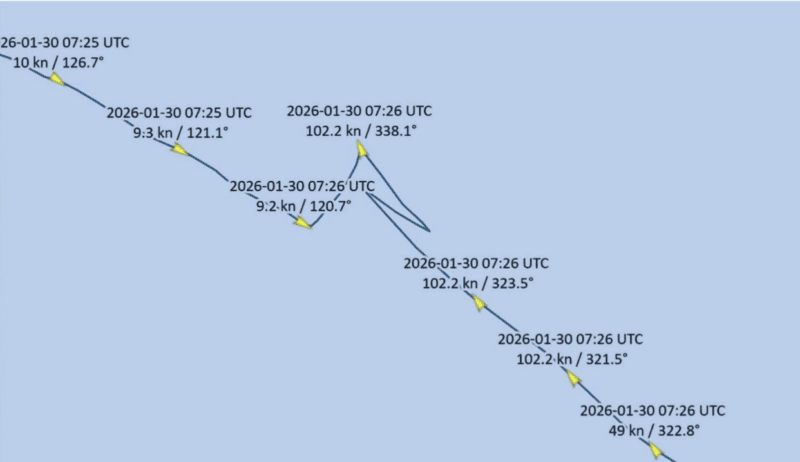 26-01-30 07:25 UTC
10 kn / 126.7°
2026-01-30 07:25 UTC
9.3 kn / 121.1°
2026-01-30 07:26 UTC
102.2 kn / 338.1°
2026-01-30 07:26 UTC
9.2 kn / 120.7°
2026-01-30 07:26 UTC
102.2 kn / 323.5°
2026-01-30 07:26 UTC
102.2 kn / 321.5°
2026-01-30 07:26 UTC
49 kn / 322.8°